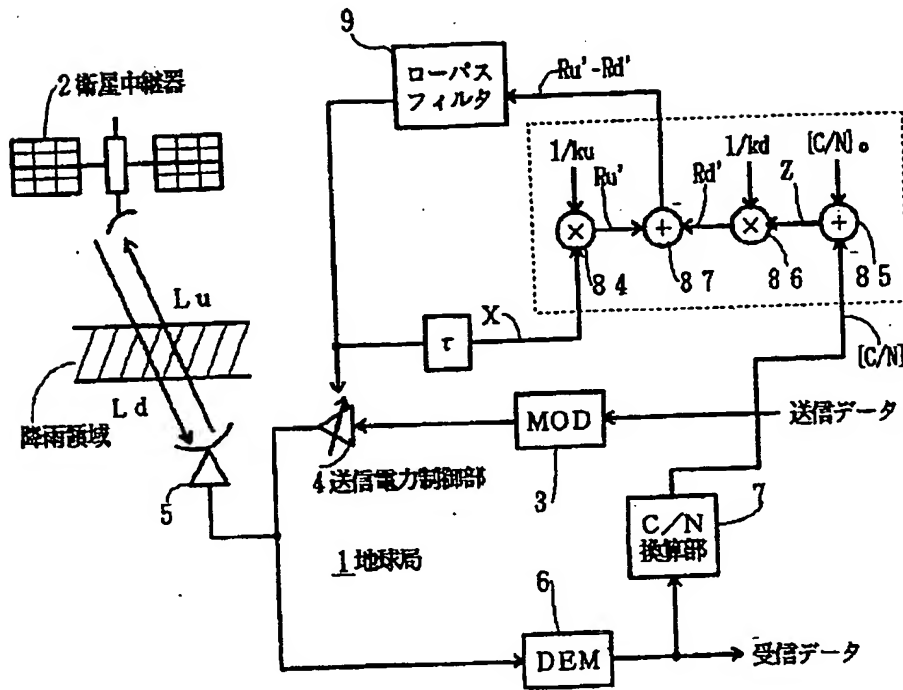 9
ローパス
フィルタ
Ru'-Rd'
2衛星中継器
1/ku
Ru'
1/kd
Rd'
Z
[C/N]。
×
+
×
+
84
87
86
85
Lu
Ld
降雨領域
X
τ
[C/N]
送信データ
MOD
3
4送信電力制御部
5
C/N
換算部
7
1地球局
6
DEM
受信データ